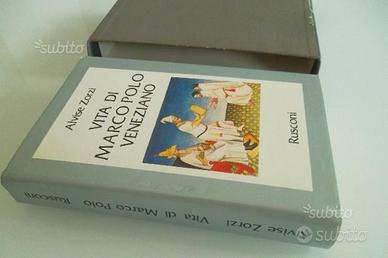 subito
Alvise Zorzi
VITA DI
MARCO POLO
VENEZIANO
Rusconi
Alvise Zorzi Vita di Marco Polo Rusconi
subito
subito